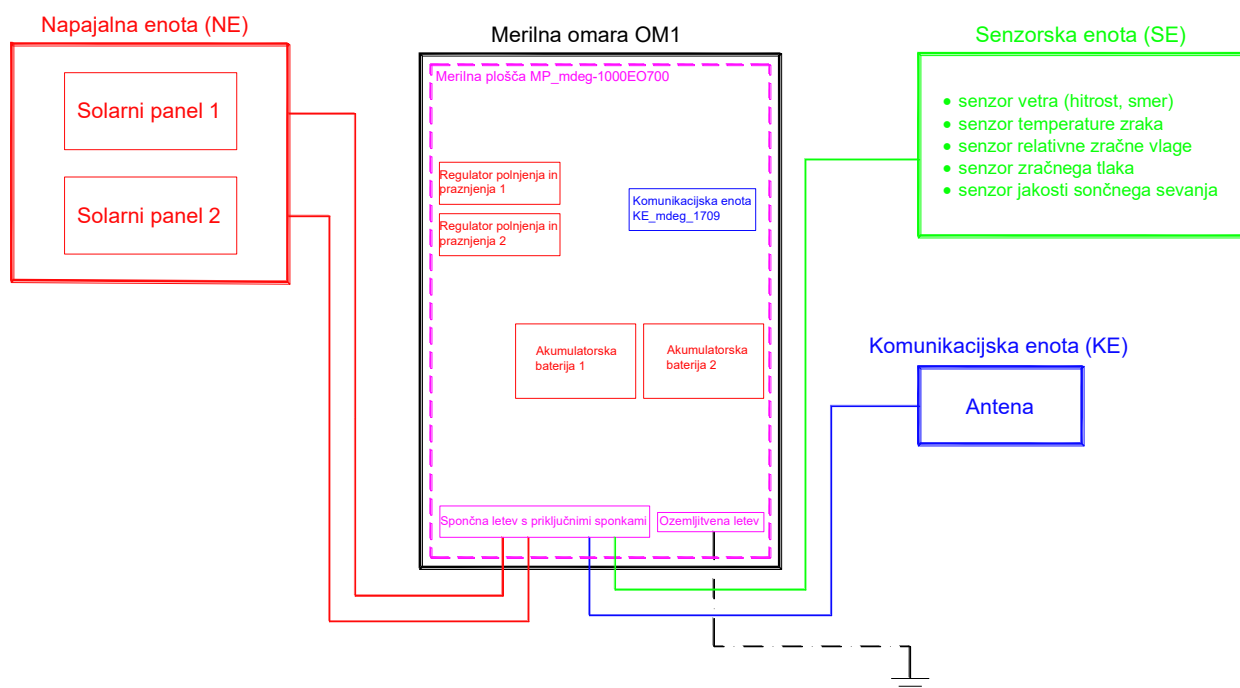 Napajalna enota (NE)
Solarni panel 1
Solarni panel 2
Merilna omara OM1
Merilna plošča MP_mdeg-1000EO700
Regulator polnjenja in
praznjenja 1
Regulator polnjenja in
praznjenja 2
Komunikacijska enota
KE_mdeg_1709
Akumulatorska
baterija 1
Akumulatorska
baterija 2
Spončna letev s priključnimi sponkami
Ozemljitvena letev
Senzorska enota (SE)
• senzor vetra (hitrost, smer)
• senzor temperature zraka
• senzor relativne zračne vlage
• senzor zračnega tlaka
• senzor jakosti sončnega sevanja
Komunikacijska enota (KE)
Antena